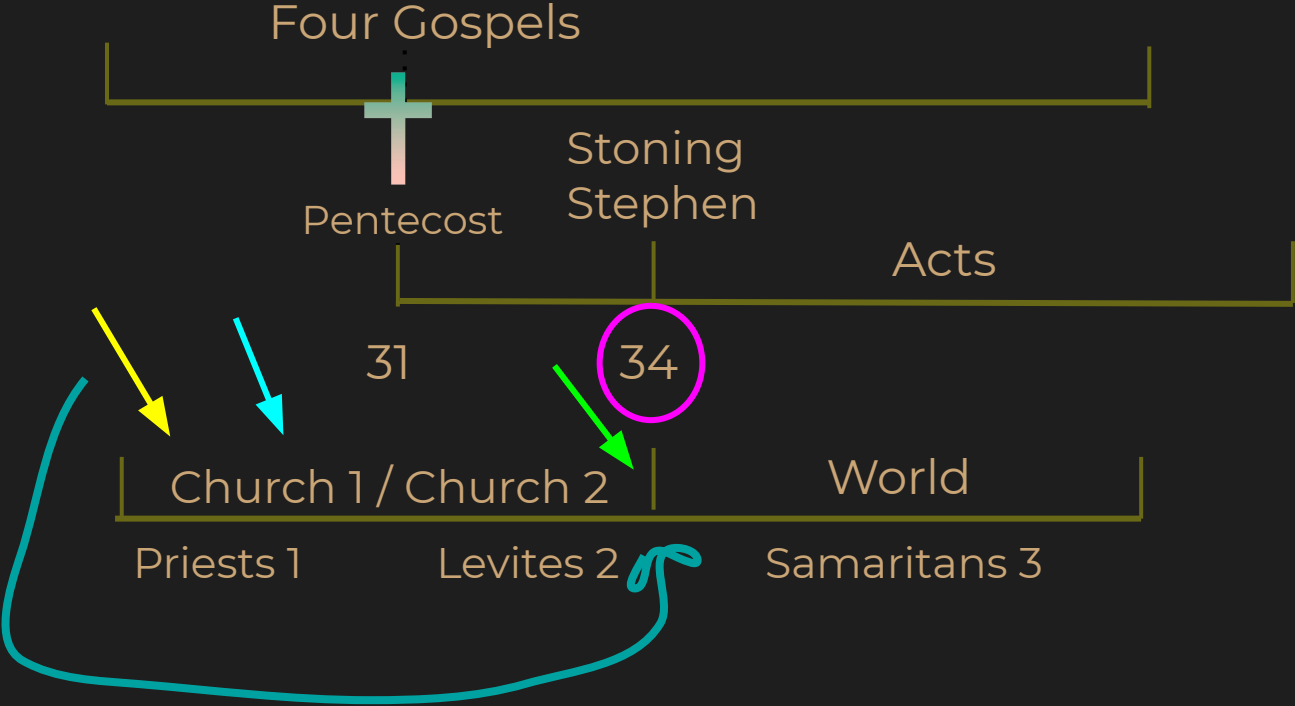 Four Gospels
Stoning
Stephen
Pentecost
Acts
31
34
Church 1 / Church 2
World
Priests 1
Levites 2
Samaritans 3